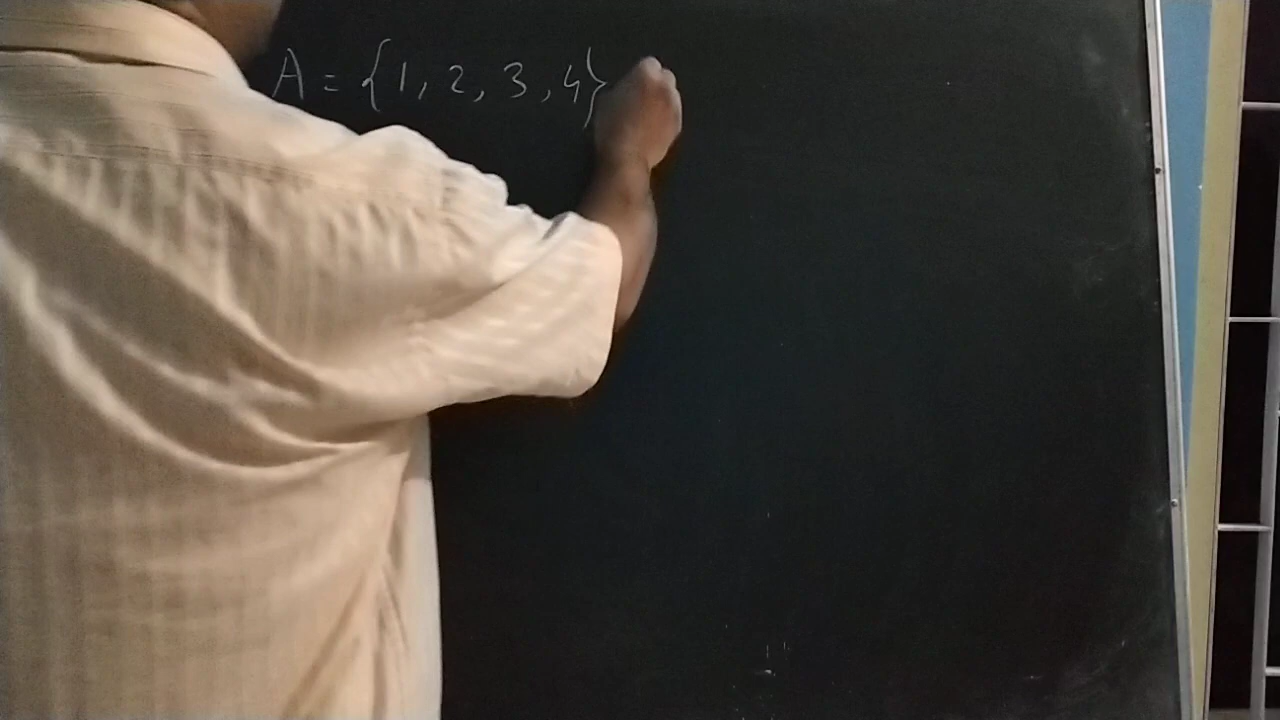 A = {1, 2, 3, 4}